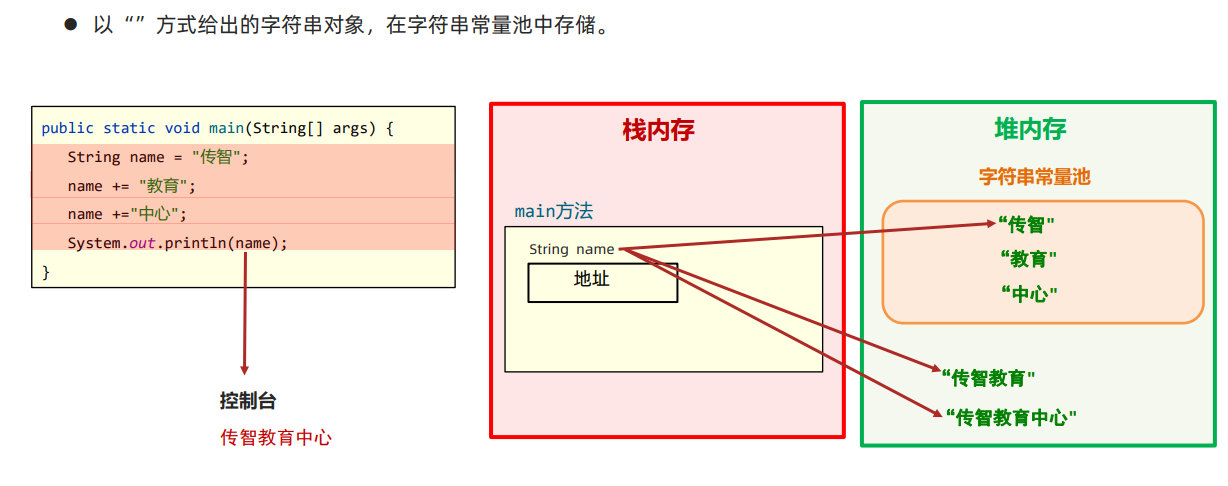 ● 以“”方式给出的字符串对象，在字符串常量池中存储。
public static void main(String[] args) {
String name = "传智";
name += "教育";
name +="中心";
System.out.println(name);
}
控制台
传智教育中心
栈内存
main方法
String name
地址
堆内存
字符串常量池
“传智"
“教育"
“中心"
“传智教育"
“传智教育中心"